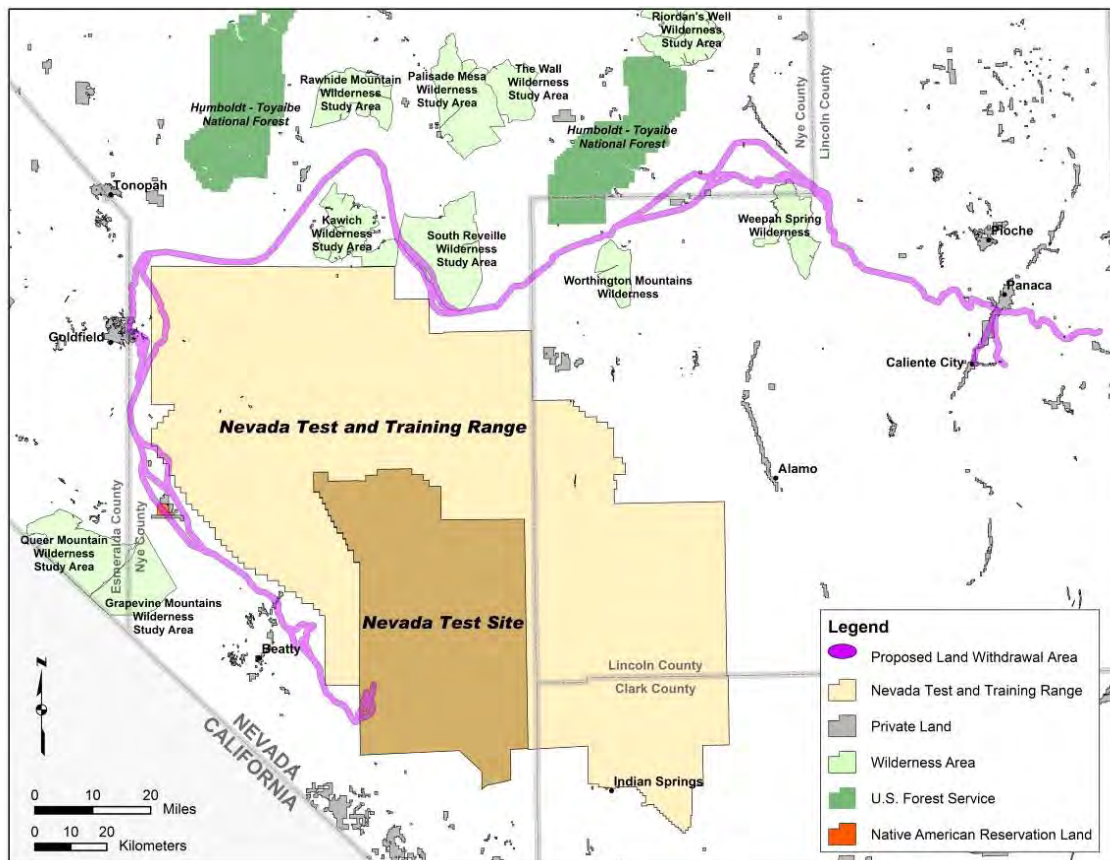 Riordan's Well
Wilderness
Study Area
Rawhide Mountain
Wilderness
Study Area
Palisade Mesa
Wilderness
Study Area
The Wall
Wilderness
Study Area
Humboldt - Toyaibe
National Forest
Humboldt - Toyaibe
National Forest
Nye County
Lincoln County
Tonopah
Kawich
Wilderness
Study Area
South Reveille
Wilderness
Study Area
Weepah Spring
Wilderness
Pioche
Worthington Mountains
Wilderness
Panaca
Goldfield
Caliente City
Nevada Test and Training Range
Alamo
Esmeralda County
Nye County
Queer Mountain
Wilderness
Study Area
Grapevine Mountains
Wilderness
Study Area
Nevada Test Site
Beatty
Lincoln County
Clark County
NEVADA
CALIFORNIA
Indian Springs
N
0 10 20
Miles
0 10 20
Kilometers
Legend
Proposed Land Withdrawal Area
Nevada Test and Training Range
Private Land
Wilderness Area
U.S. Forest Service
Native American Reservation Land